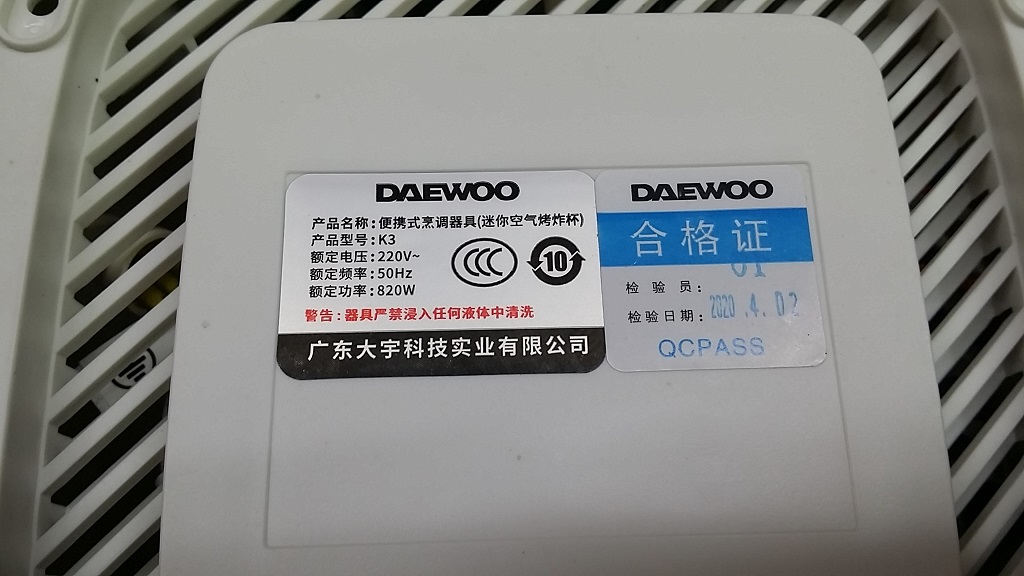 DAEWOO
产品名称:便携式烹调器具(迷你空气烤炸杯)
产品型号:K3
额定电压:220V~
额定频率:50Hz
额定功率:820W
CCC
10
警告:器具严禁浸入任何液体中清洗
广东大宇科技实业有限公司
DAEWOO
合格证
检验员: 01
检验日期: 2020.4.02
QCPASS